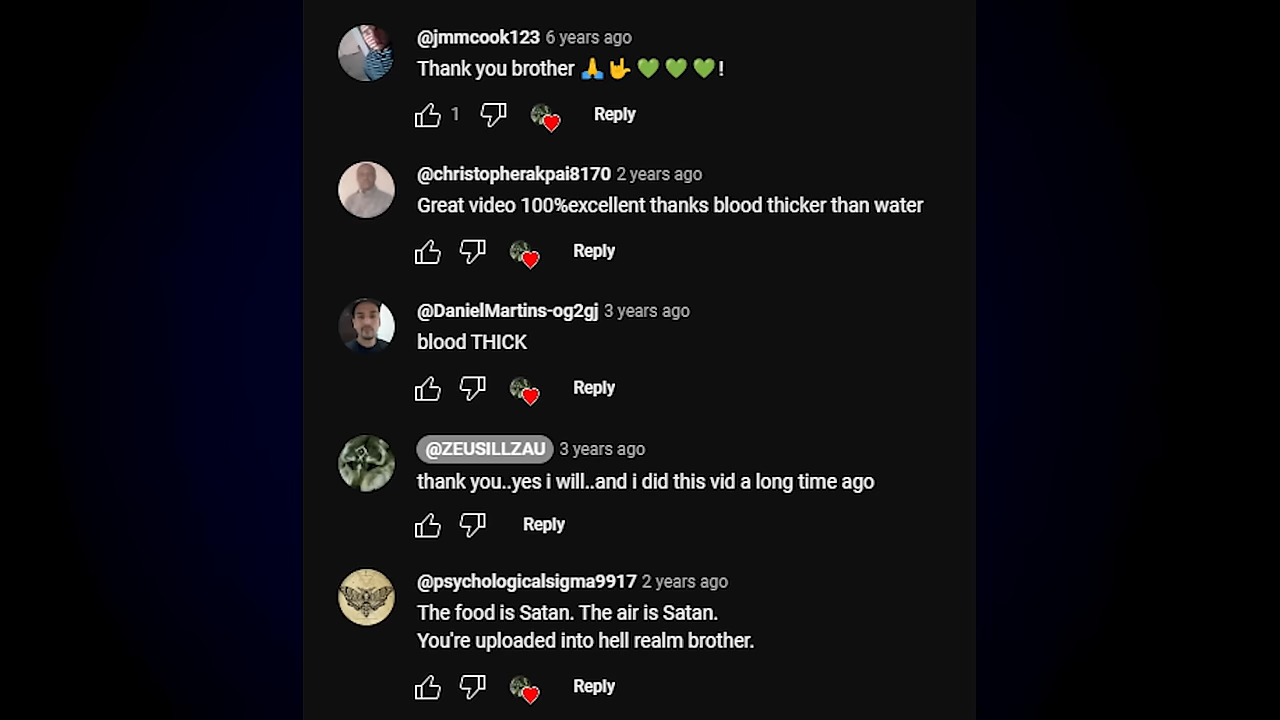 @jmmcook123 6 years ago
Thank you brother 🙏 🤟 💚 💚 💚 !
1 Reply
@christopherakpai8170 2 years ago
Great video 100%excellent thanks blood thicker than water
Reply
@DanielMartins-og2gj 3 years ago
blood THICK
Reply
@ZEUSILLZAU 3 years ago
thank you..yes i will..and i did this vid a long time ago
Reply
@psychologicalsigma9917 2 years ago
The food is Satan. The air is Satan.
You're uploaded into hell realm brother.
Reply